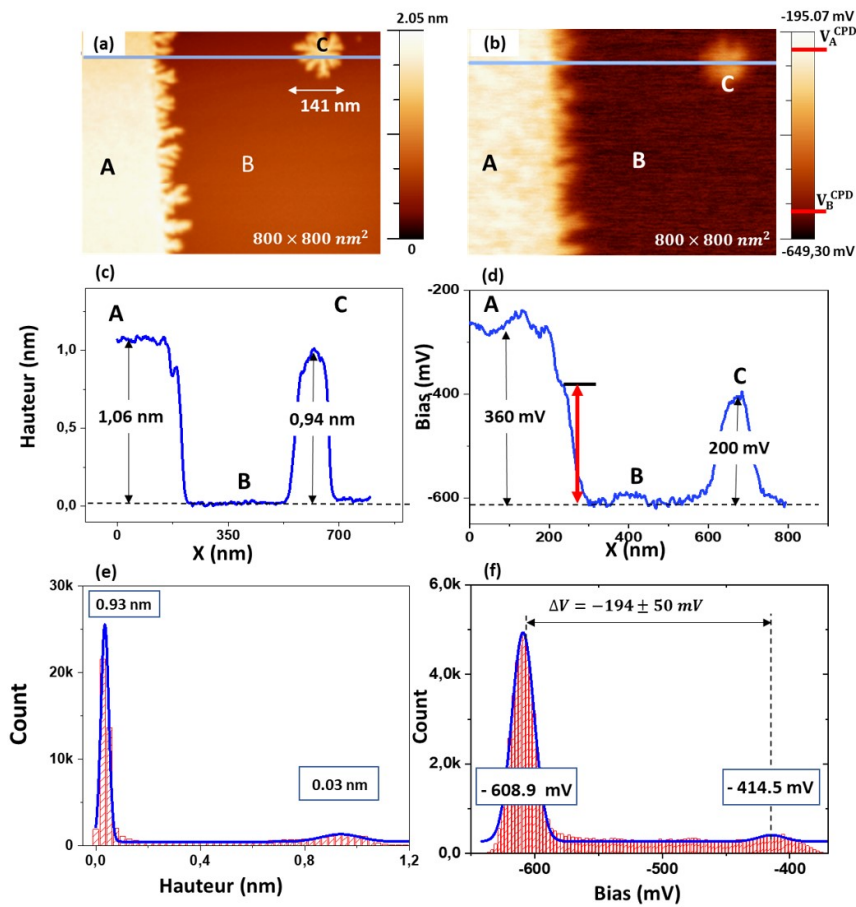 (a)
2.05 nm
C
141 nm
A
B
800 × 800 nm²
0
(b)
-195.07 mV
V_A^CPD
C
A
B
V_B^CPD
800 × 800 nm²
-649,30 mV
(c)
A
C
1,0
0,5
0,0
Hauteur (nm)
1,06 nm
0,94 nm
B
0
350
700
X (nm)
(d)
-200
-400
-600
Bias (mV)
A
360 mV
C
200 mV
B
0
200
400
600
800
X (nm)
(e)
30k
20k
10k
0
Count
0.93 nm
0.03 nm
0,0
0,4
0,8
1,2
Hauteur (nm)
(f)
6,0k
4,0k
2,0k
0,0
Count
ΔV = −194 ± 50 mV
- 608.9 mV
- 414.5 mV
-600
-500
-400
Bias (mV)